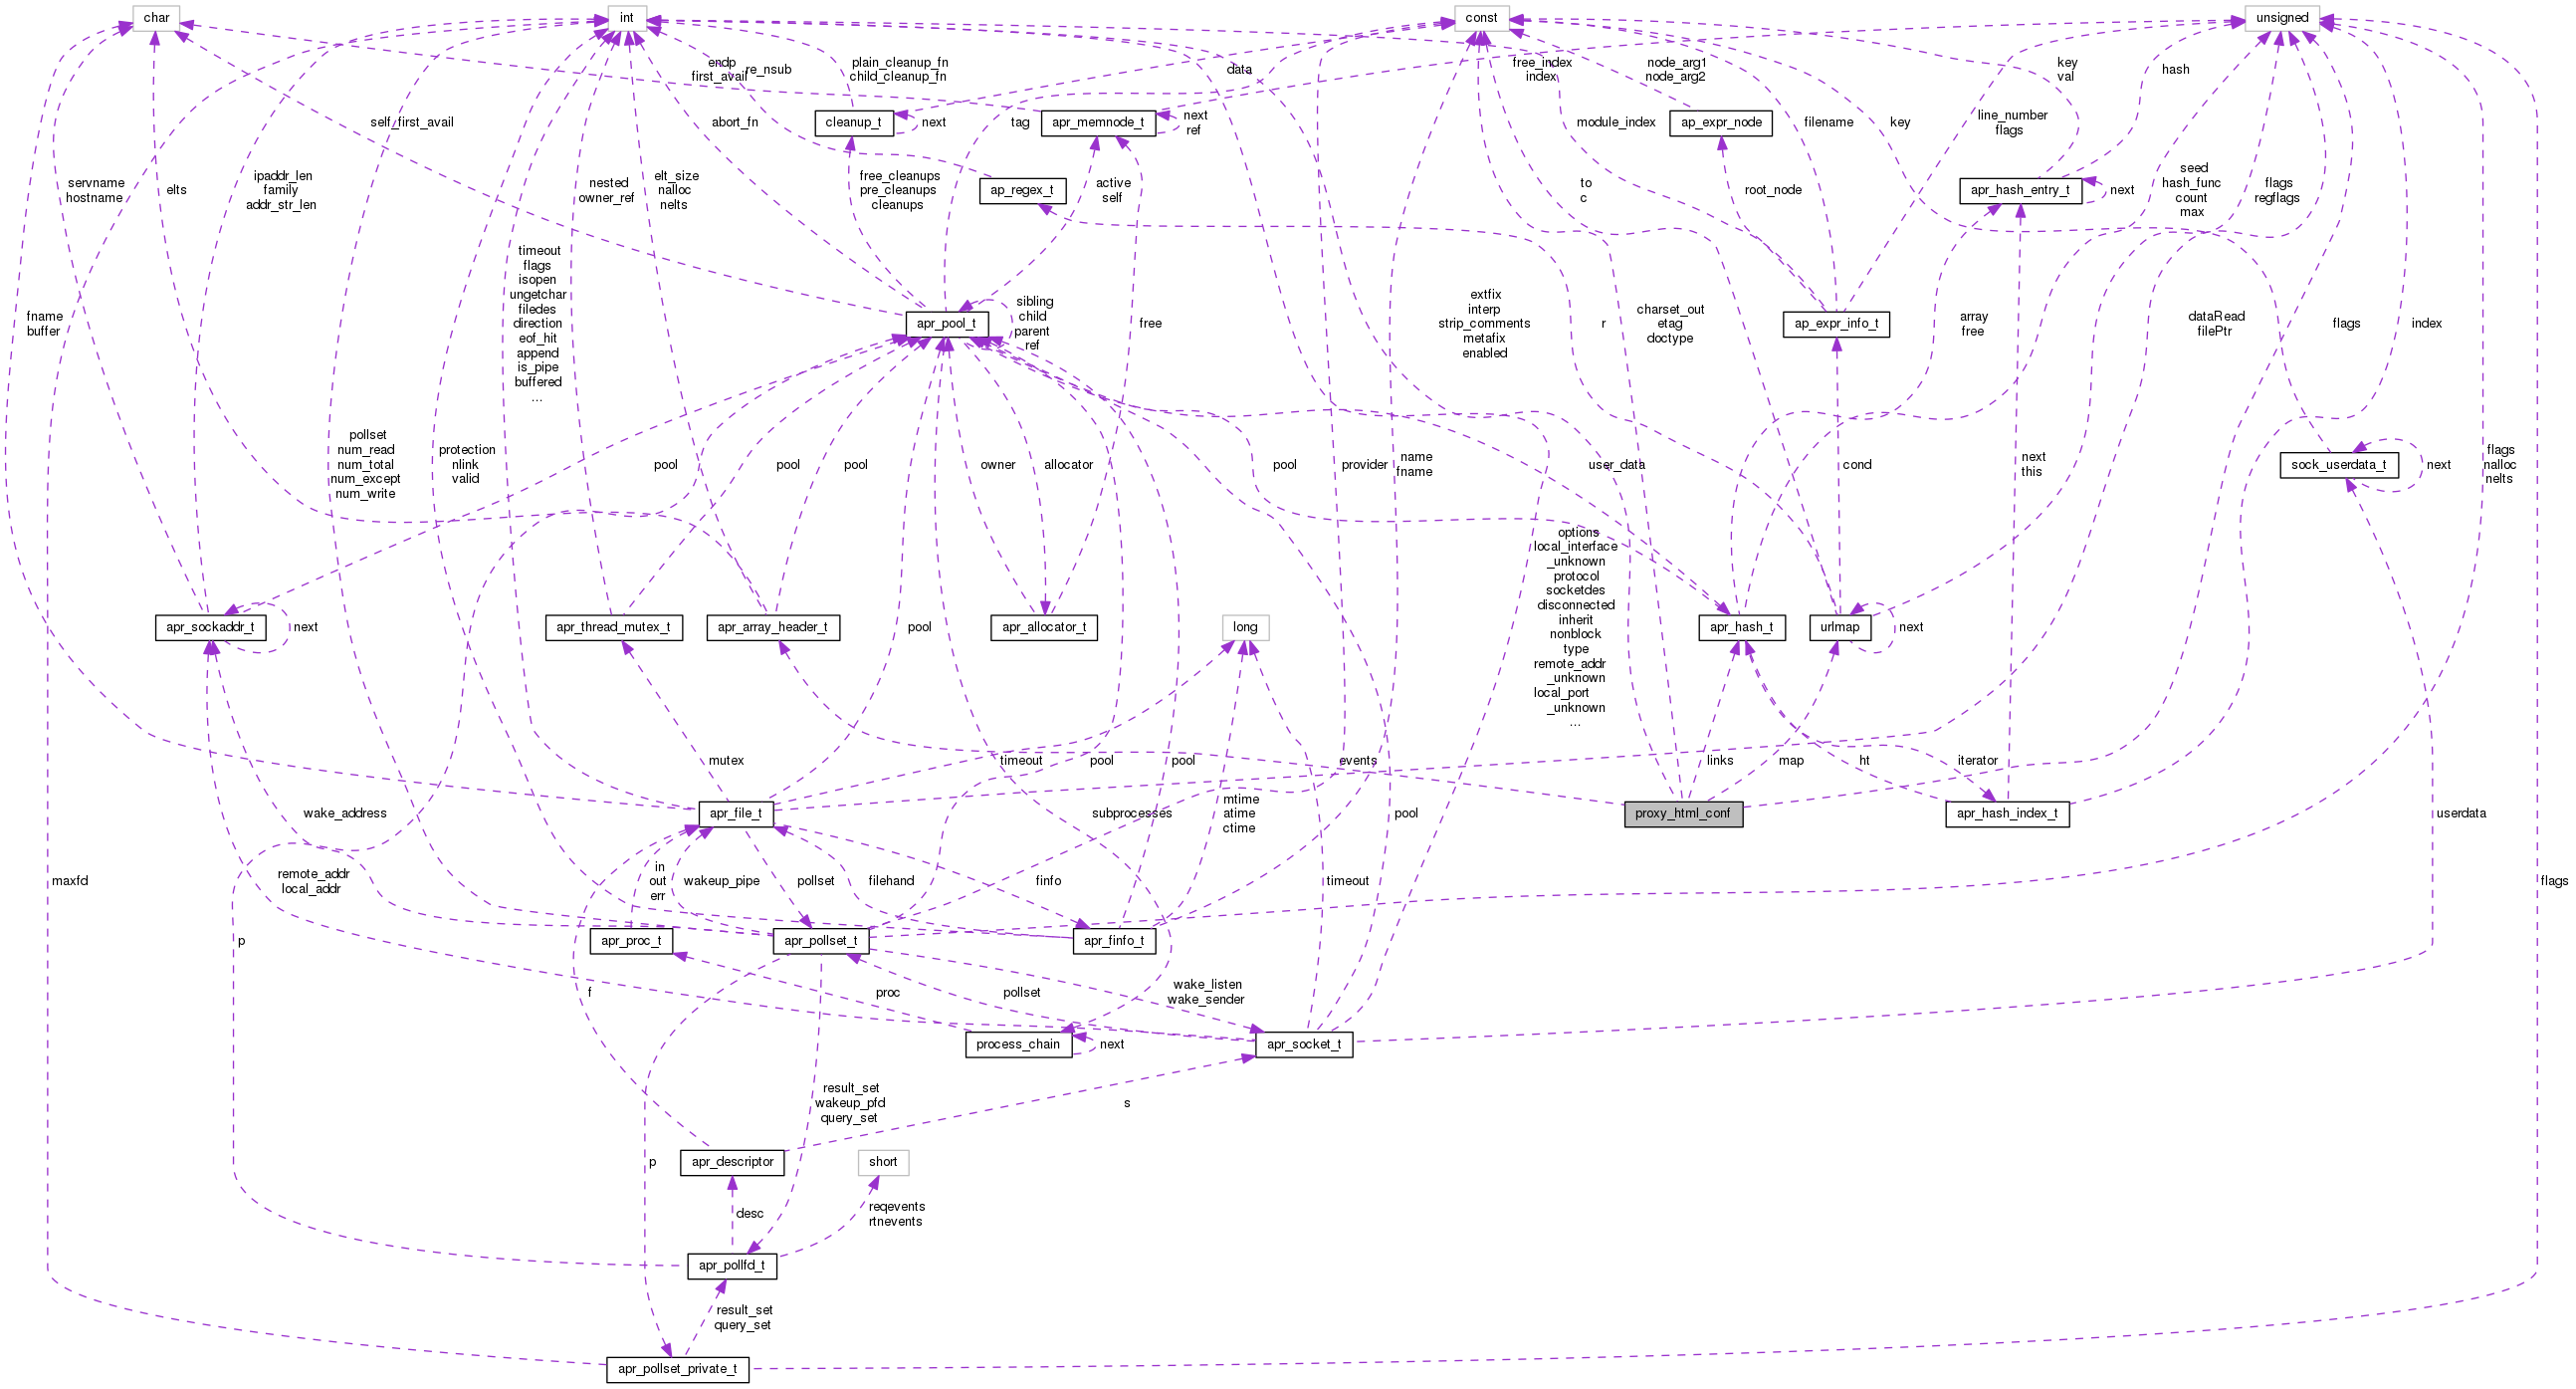 char
int
const
unsigned
endp
first_avail
re_nsub
plain_cleanup_fn
child_cleanup_fn
data
free_index
index
node_arg1
node_arg2
key
val
hash
self_first_avail
abort_fn
cleanup_t
next
tag
apr_memnode_t
next
ref
module_index
ap_expr_node
filename
key
line_number
flags
servname
hostname
ipaddr_len
family
addr_str_len
elts
nested
owner_ref
elt_size
nalloc
nelts
free_cleanups
pre_cleanups
cleanups
ap_regex_t
active
self
to
c
root_node
apr_hash_entry_t
next
seed
hash_func
count
max
flags
regflags
fname
buffer
timeout
flags
isopen
ungetchar
filedes
direction
eof_hit
append
is_pipe
buffered
...
apr_pool_t
sibling
child
parent
ref
free
extfix
interp
strip_comments
metafix
enabled
r
charset_out
etag
doctype
ap_expr_info_t
array
free
dataRead
filePtr
flags
index
pollset
num_read
num_total
num_except
num_write
protection
nlink
valid
pool
pool
pool
owner
allocator
pool
provider
name
fname
user_data
cond
next
this
sock_userdata_t
next
flags
nalloc
nelts
apr_sockaddr_t
next
apr_thread_mutex_t
apr_array_header_t
pool
apr_allocator_t
long
options
local_interface
_unknown
protocol
socketdes
disconnected
inherit
nonblock
type
remote_addr
_unknown
local_port
_unknown
...
apr_hash_t
urlmap
next
mutex
timeout
pool
pool
events
links
map
ht
iterator
wake_address
apr_file_t
subprocesses
mtime
atime
ctime
pool
proxy_html_conf
apr_hash_index_t
userdata
maxfd
remote_addr
local_addr
in
out
err
wakeup_pipe
pollset
filehand
finfo
timeout
flags
p
apr_proc_t
apr_pollset_t
apr_finfo_t
f
proc
pollset
wake_listen
wake_sender
process_chain
next
apr_socket_t
result_set
wakeup_pfd
query_set
s
p
apr_descriptor
short
desc
reqevents
rtnevents
apr_pollfd_t
result_set
query_set
apr_pollset_private_t